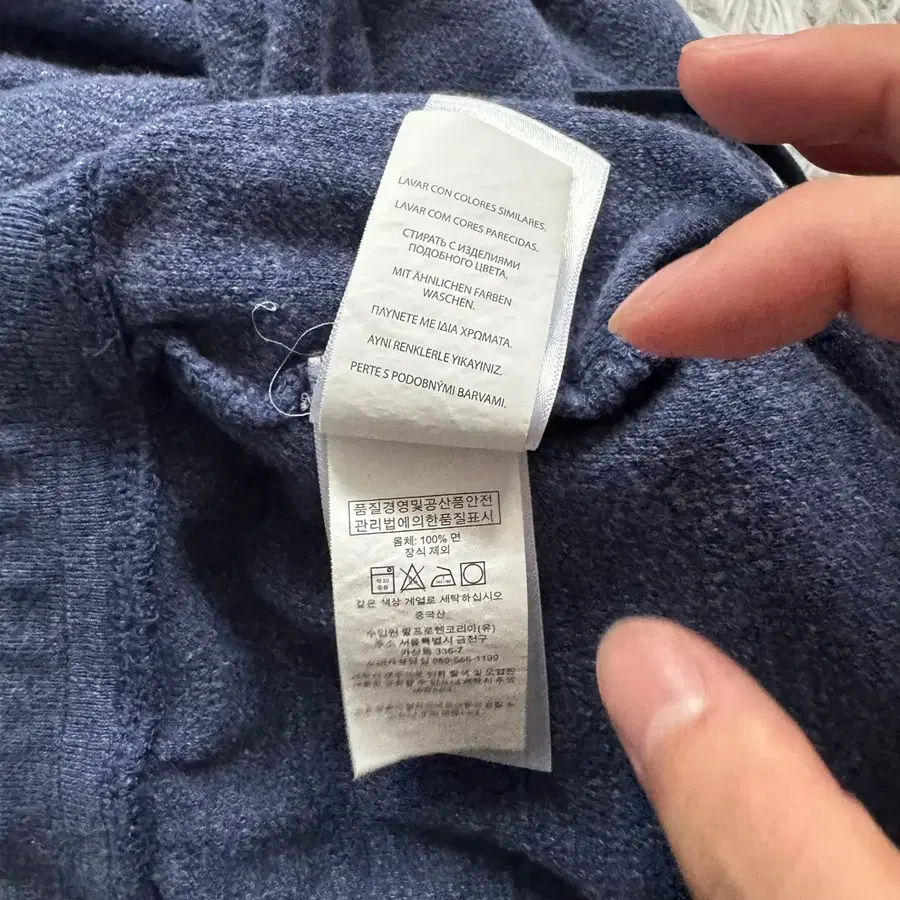 LAVAR CON COLORES SIMILARES.
LAVAR COM CORES PARECIDAS.
СТИРАТЬ С ИЗДЕЛИЯМИ
ПОДОБНОГО ЦВЕТА.
MIT ÄHNLICHEN FARBEN
WASCHEN.
ΠΛΥΝΕΤΕ ΜΕ ΙΔΙΑ ΧΡΩΜΑΤΑ.
AYNI RENKLERLE YIKAYINIZ.
PERTE S PODOBNÝMI BARVAMI.
품질경영및공산품안전
관리법에의한품질표시
몸체: 100% 면
장식 제외
같은 색상 계열로 세탁하십시오
중국산
수입원 랄프로렌코리아(유)
주소 서울특별시 금천구
가산동 336-7
080-566-1199